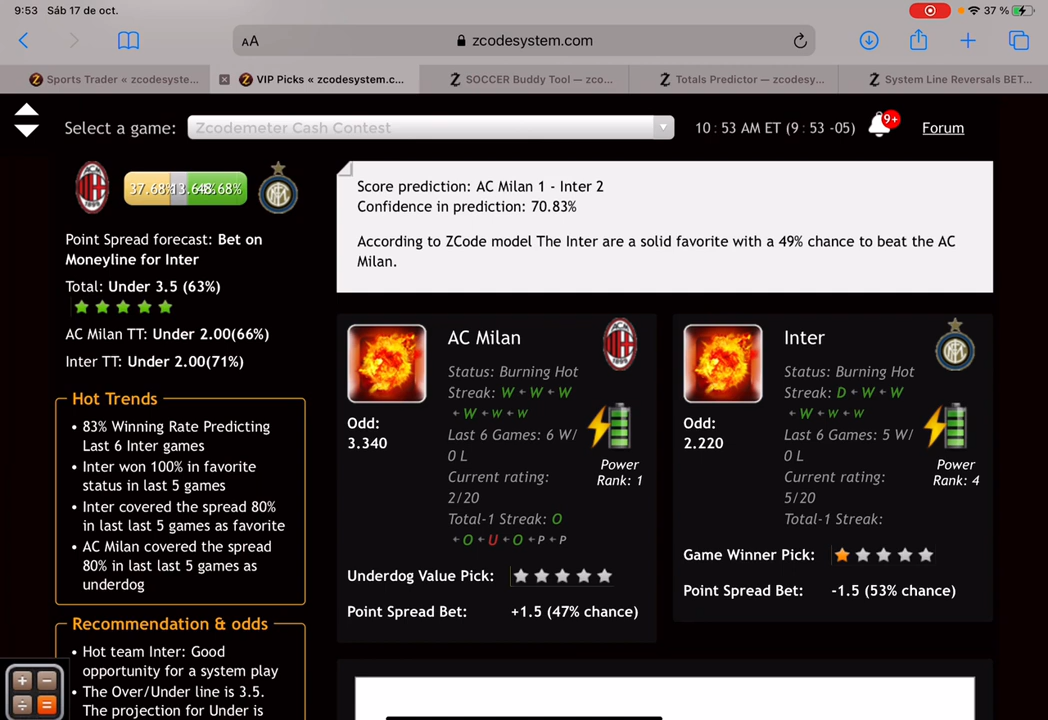 9:53 Sáb 17 de oct.
37 %
AA
zcodesystem.com
Sports Trader « zcodesyste...
VIP Picks « zcodesystem.c...
SOCCER Buddy Tool — zco...
Totals Predictor — zcodesy...
System Line Reversals BET...
Select a game:
Zcodemeter Cash Contest
10 : 53 AM ET (9 : 53 -05)
9+
Forum
37.68%
Score prediction: AC Milan 1 - Inter 2
Confidence in prediction: 70.83%
According to ZCode model The Inter are a solid favorite with a 49% chance to beat the AC
Milan.
Point Spread forecast: Bet on
Moneyline for Inter
Total: Under 3.5 (63%)
AC Milan TT: Under 2.00(66%)
Inter TT: Under 2.00(71%)
Hot Trends
• 83% Winning Rate Predicting
Last 6 Inter games
• Inter won 100% in favorite
status in last 5 games
• Inter covered the spread 80%
in last last 5 games as favorite
• AC Milan covered the spread
80% in last last 5 games as
underdog
Recommendation & odds
• Hot team Inter: Good
opportunity for a system play
• The Over/Under line is 3.5.
The projection for Under is
AC Milan
Status: Burning Hot
Streak: W ← W ← W
← W ← W ← W
Odd:
3.340
Last 6 Games: 6 W/
0 L
Current rating:
2/20
Total-1 Streak: O
← O ← U ← O ← P ← P
Power
Rank: 1
Underdog Value Pick:
Point Spread Bet: +1.5 (47% chance)
Inter
Status: Burning Hot
Streak: D ← W ← W
← W ← W ← W
Odd:
2.220
Last 6 Games: 5 W/
0 L
Current rating:
5/20
Total-1 Streak:
Power
Rank: 4
Game Winner Pick:
Point Spread Bet: -1.5 (53% chance)